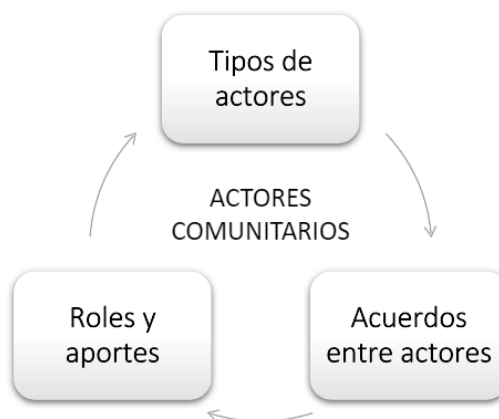 Tipos de
actores
ACTORES
COMUNITARIOS
Roles y
aportes
Acuerdos
entre actores